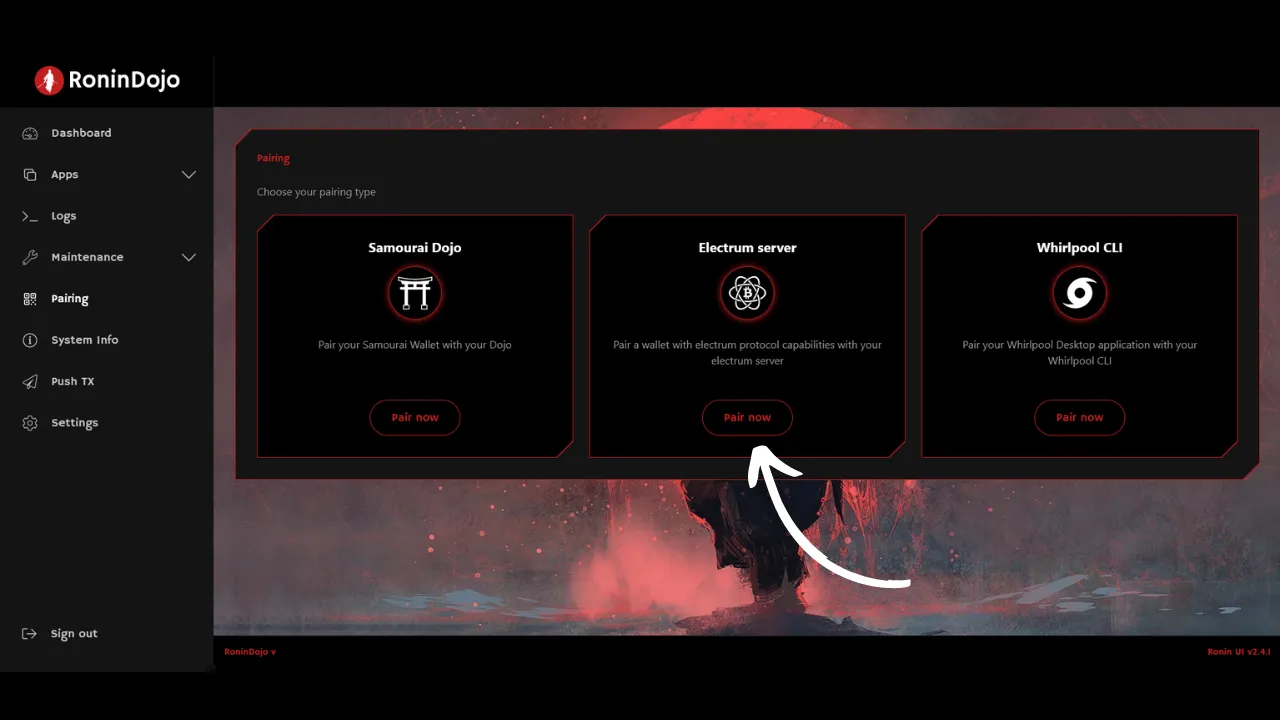 RoninDojo
Dashboard
Apps
Logs
Maintenance
Pairing
System Info
Push TX
Settings
Sign out
Pairing
Choose your pairing type
Samourai Dojo
Pair your Samourai Wallet with your Dojo
Pair now
Electrum server
Pair a wallet with electrum protocol capabilities with your
electrum server
Pair now
Whirlpool CLI
Pair your Whirlpool Desktop application with your
Whirlpool CLI
Pair now
RoninDojo v
Ronin UI v2.4.1